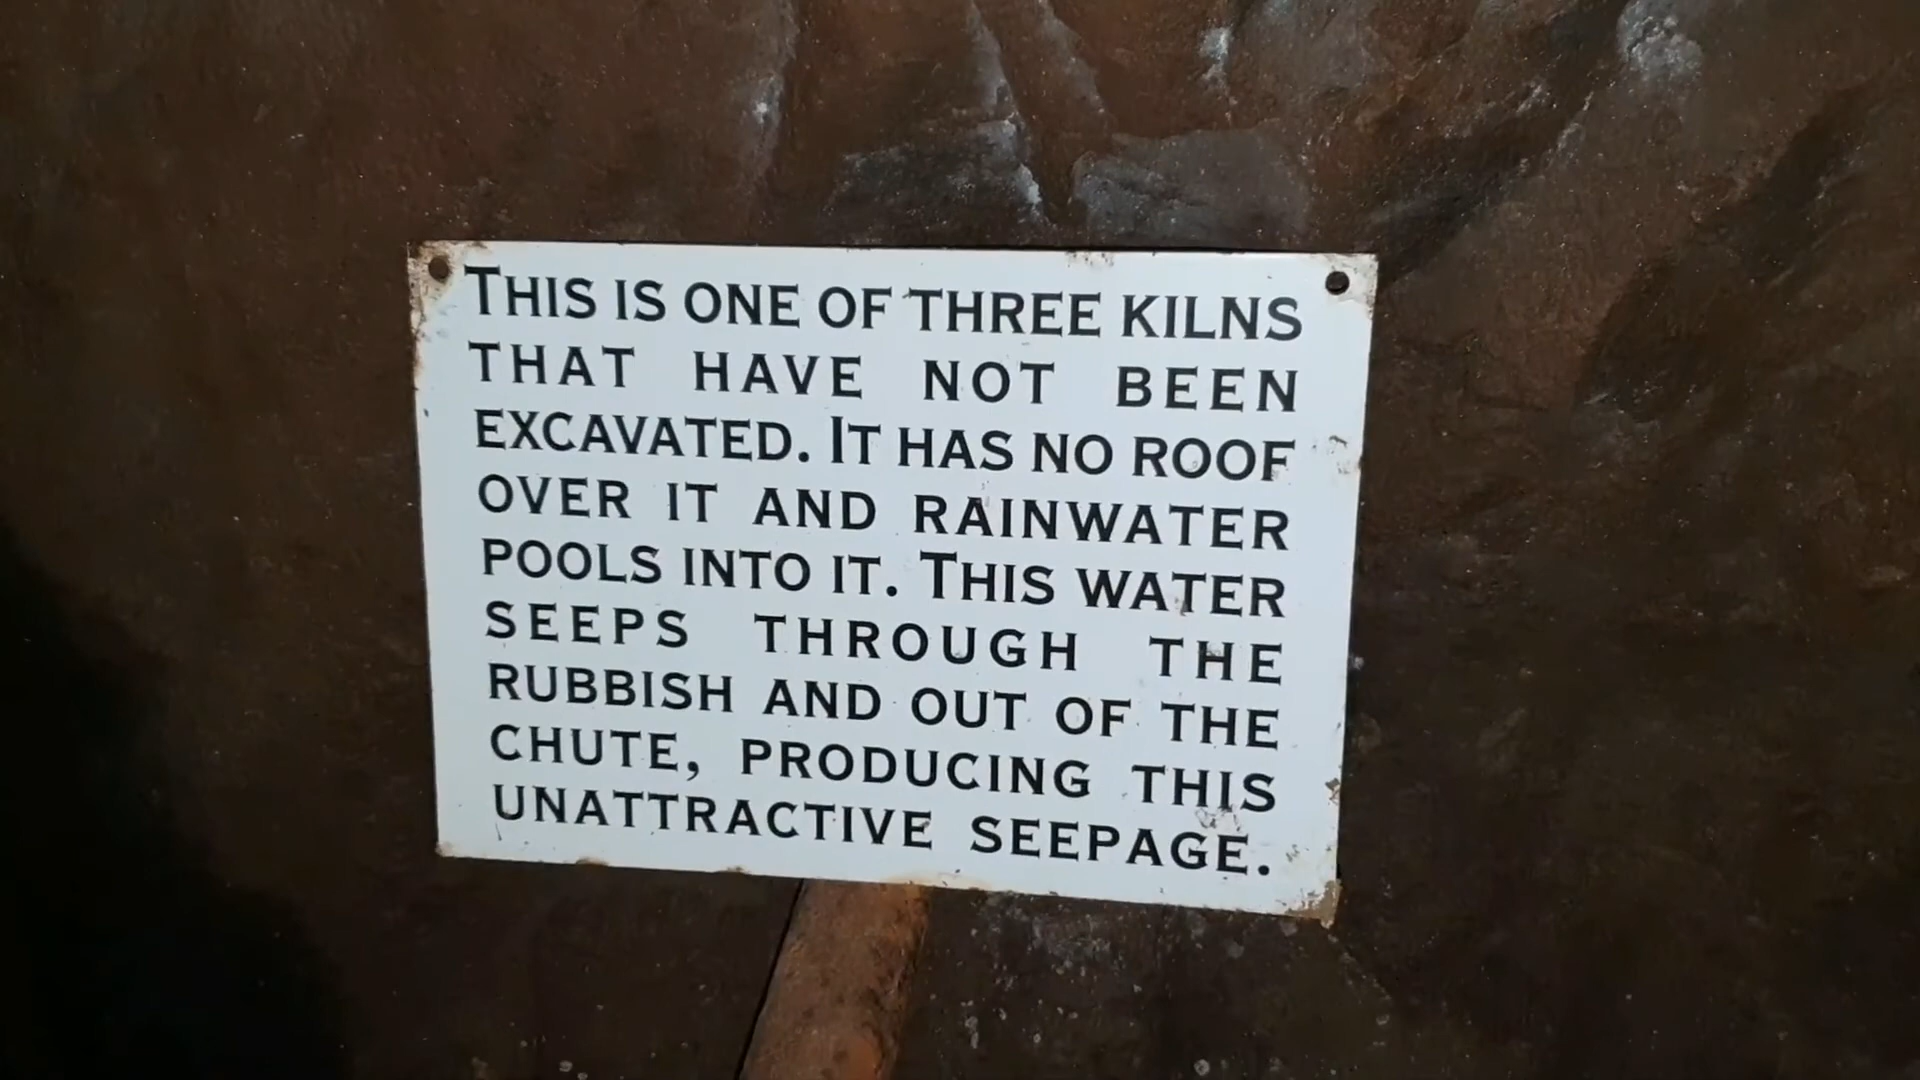 THIS IS ONE OF THREE KILNS
THAT HAVE NOT BEEN
EXCAVATED. IT HAS NO ROOF
OVER IT AND RAINWATER
POOLS INTO IT. THIS WATER
SEEPS THROUGH THE
RUBBISH AND OUT OF THE
CHUTE, PRODUCING THIS
UNATTRACTIVE SEEPAGE.